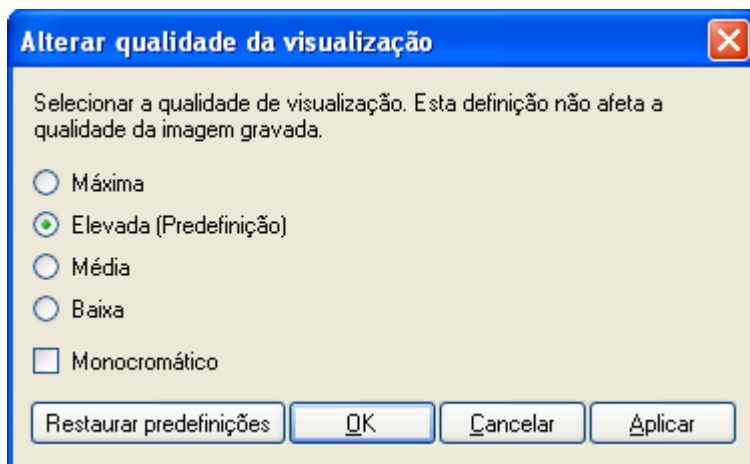 Alterar qualidade da visualização
Selecionar a qualidade de visualização. Esta definição não afeta a
qualidade da imagem gravada.
Máxima
Elevada (Predefinição)
Média
Baixa
Monocromático
Restaurar predefinições OK Cancelar Aplicar